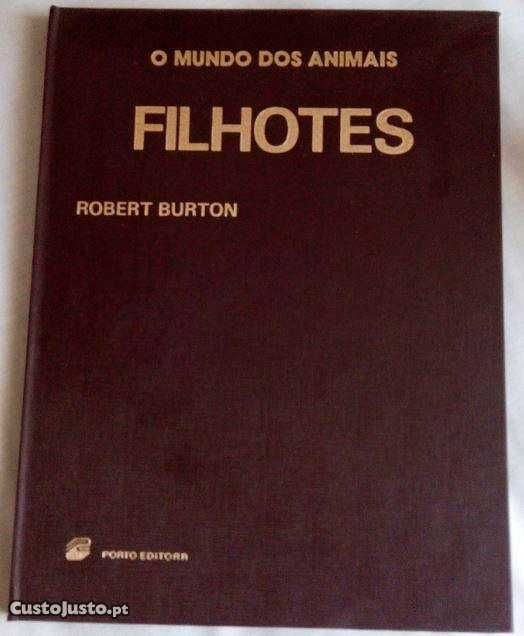 O MUNDO DOS ANIMAIS
FILHOTES
ROBERT BURTON
PORTO EDITORA
CustoJusto.pt